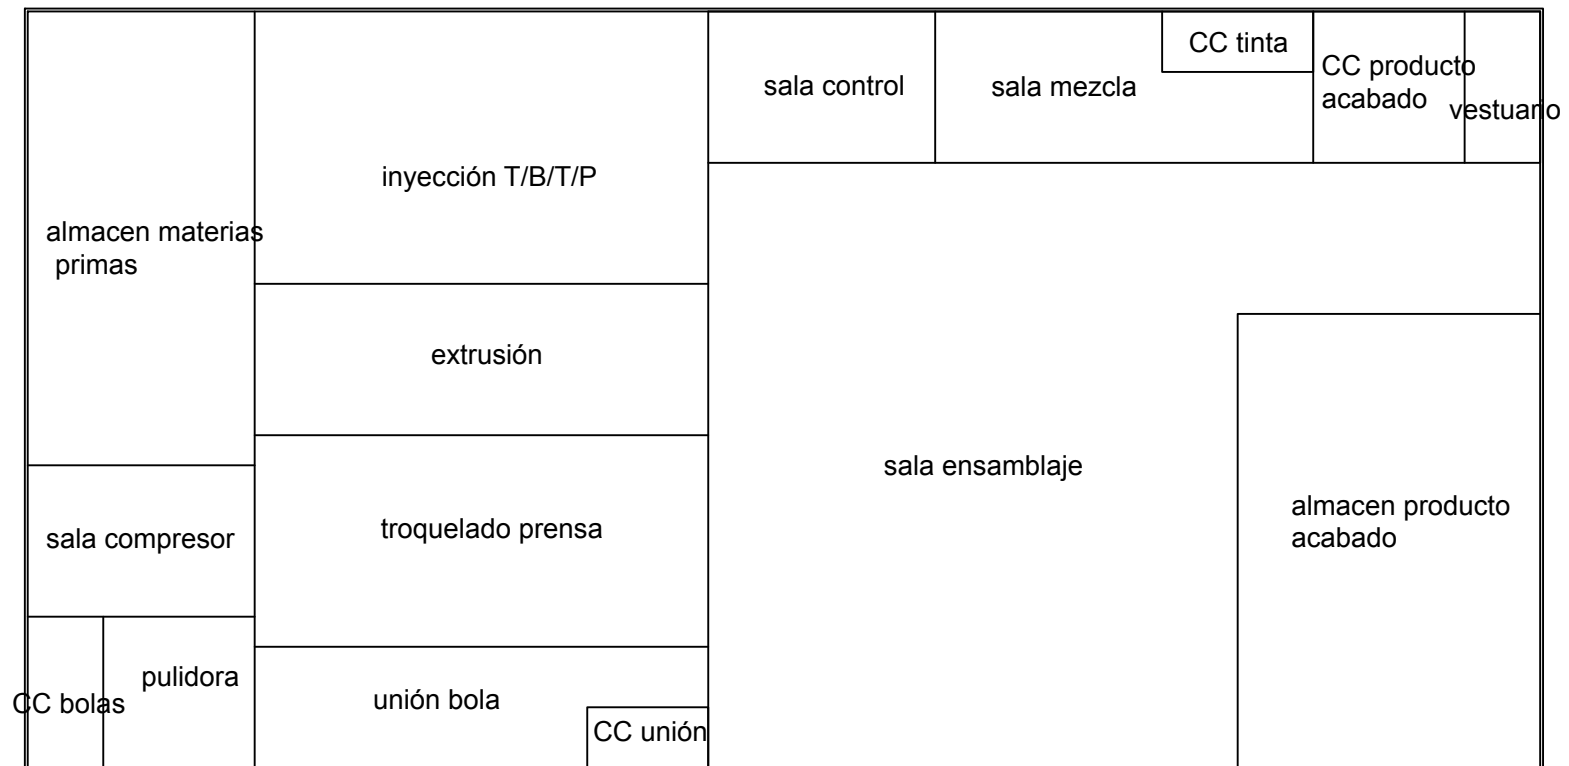 CC tinta
sala control
sala mezcla
CC producto
acabado
vestuario
inyección T/B/T/P
almacen materias
primas
extrusión
sala ensamblaje
almacen producto
acabado
sala compresor
troquelado prensa
pulidora
CC bolas
unión bola
CC unión